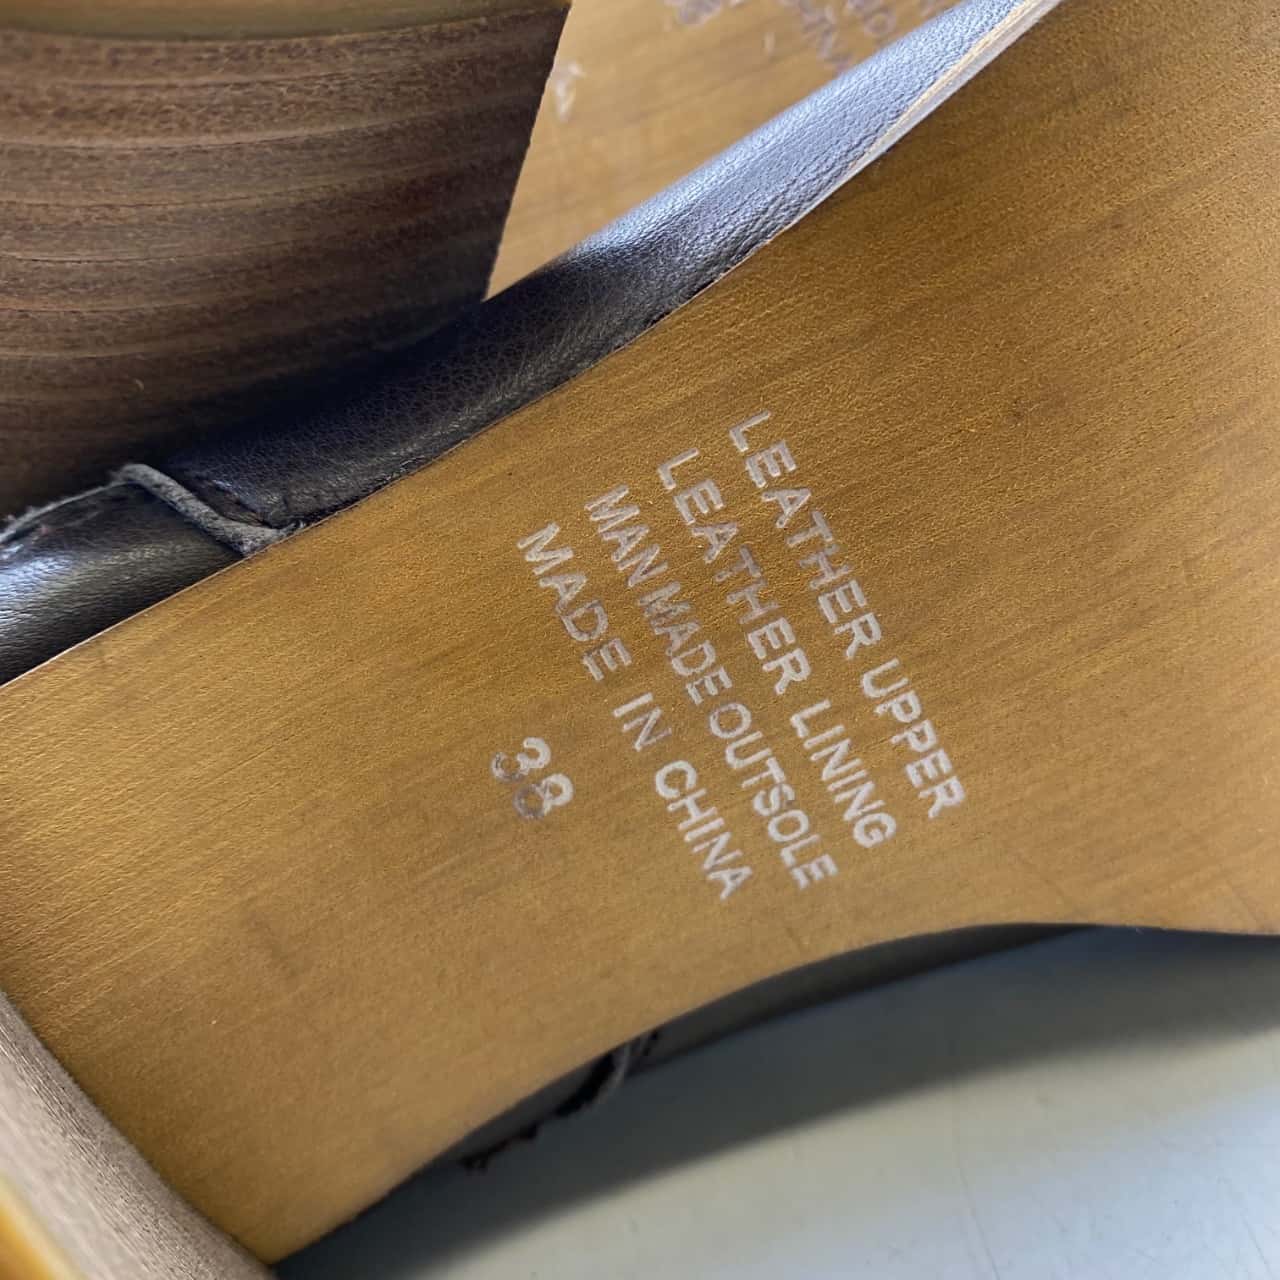 LEATHER UPPER
LEATHER LINING
MAN MADE OUTSOLE
MADE IN CHINA
38